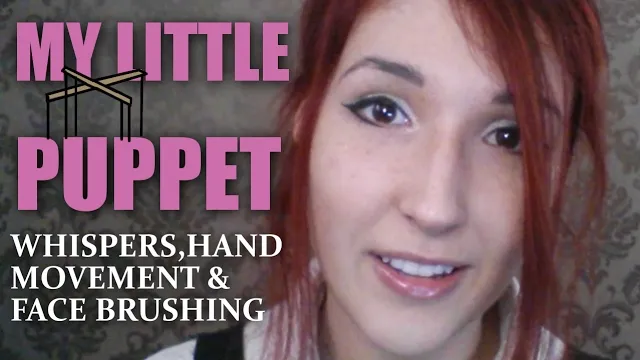 MY LITTLE
PUPPET
WHISPERS,HAND
MOVEMENT &
FACE BRUSHING